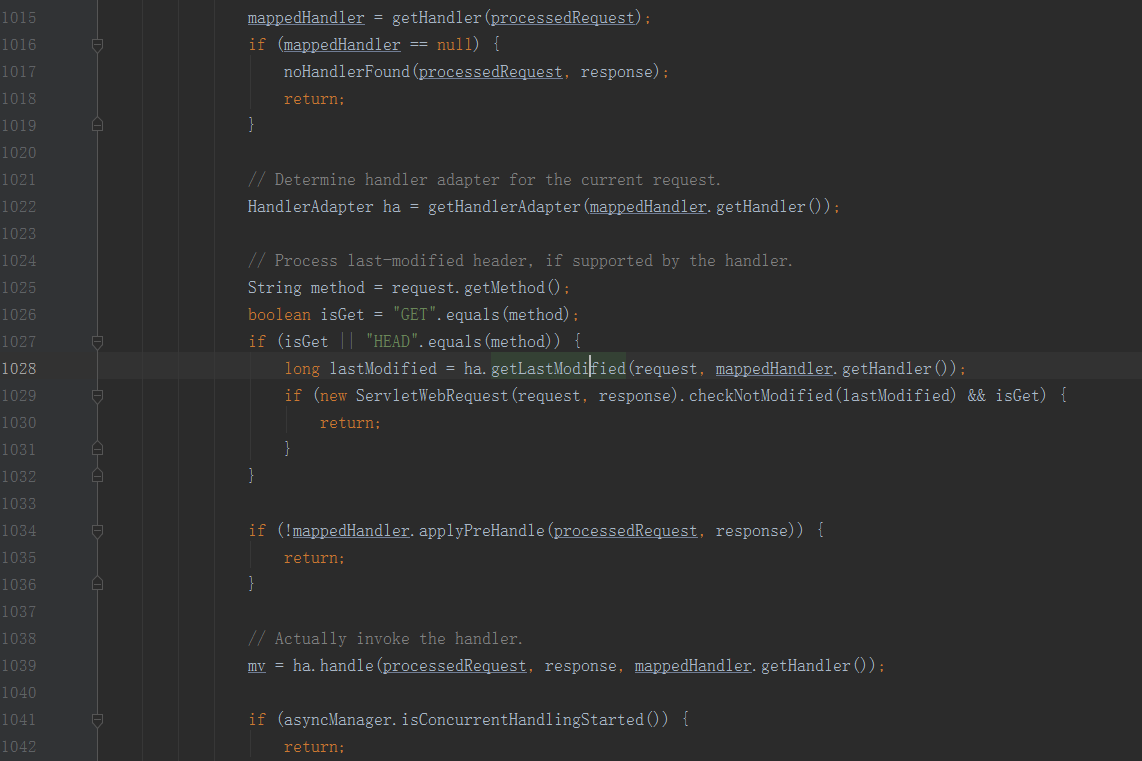 1015 mappedHandler = getHandler(processedRequest);
1016 if (mappedHandler == null) {
1017 noHandlerFound(processedRequest, response);
1018 return;
1019 }
1020
1021 // Determine handler adapter for the current request.
1022 HandlerAdapter ha = getHandlerAdapter(mappedHandler.getHandler());
1023
1024 // Process last-modified header, if supported by the handler.
1025 String method = request.getMethod();
1026 boolean isGet = "GET".equals(method);
1027 if (isGet || "HEAD".equals(method)) {
1028 long lastModified = ha.getLastModified(request, mappedHandler.getHandler());
1029 if (new ServletWebRequest(request, response).checkNotModified(lastModified) && isGet) {
1030 return;
1031 }
1032 }
1033
1034 if (!mappedHandler.applyPreHandle(processedRequest, response)) {
1035 return;
1036 }
1037
1038 // Actually invoke the handler.
1039 mv = ha.handle(processedRequest, response, mappedHandler.getHandler());
1040
1041 if (asyncManager.isConcurrentHandlingStarted()) {
1042 return;